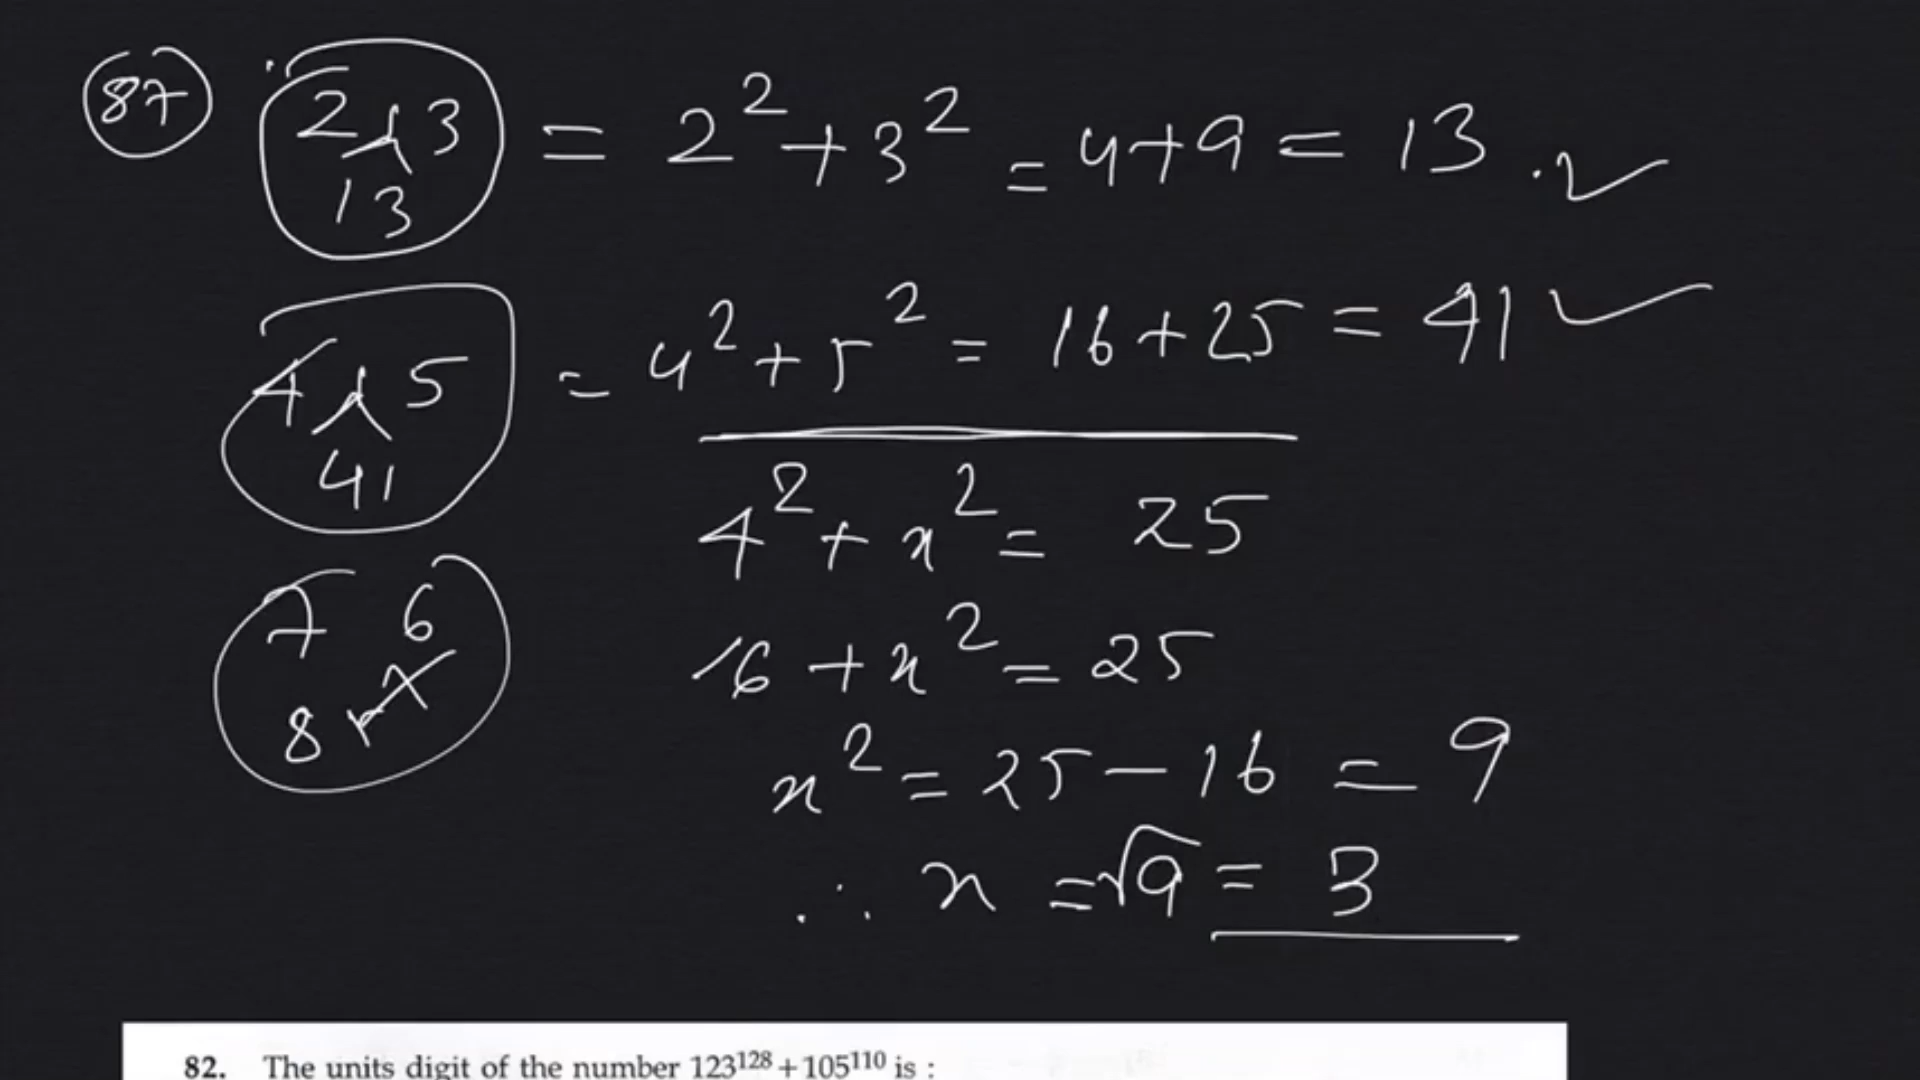 87 2 3 = 2² + 3² = 4 + 9 = 13 .
13
4 5 = 4² + 5² = 16 + 25 = 41
41
4² + x² = 25
7 6
16 + x² = 25
8
x² = 25 − 16 = 9
∴ x = √9 = 3
82. The units digit of the number 123¹²⁸ + 105¹¹⁰ is :